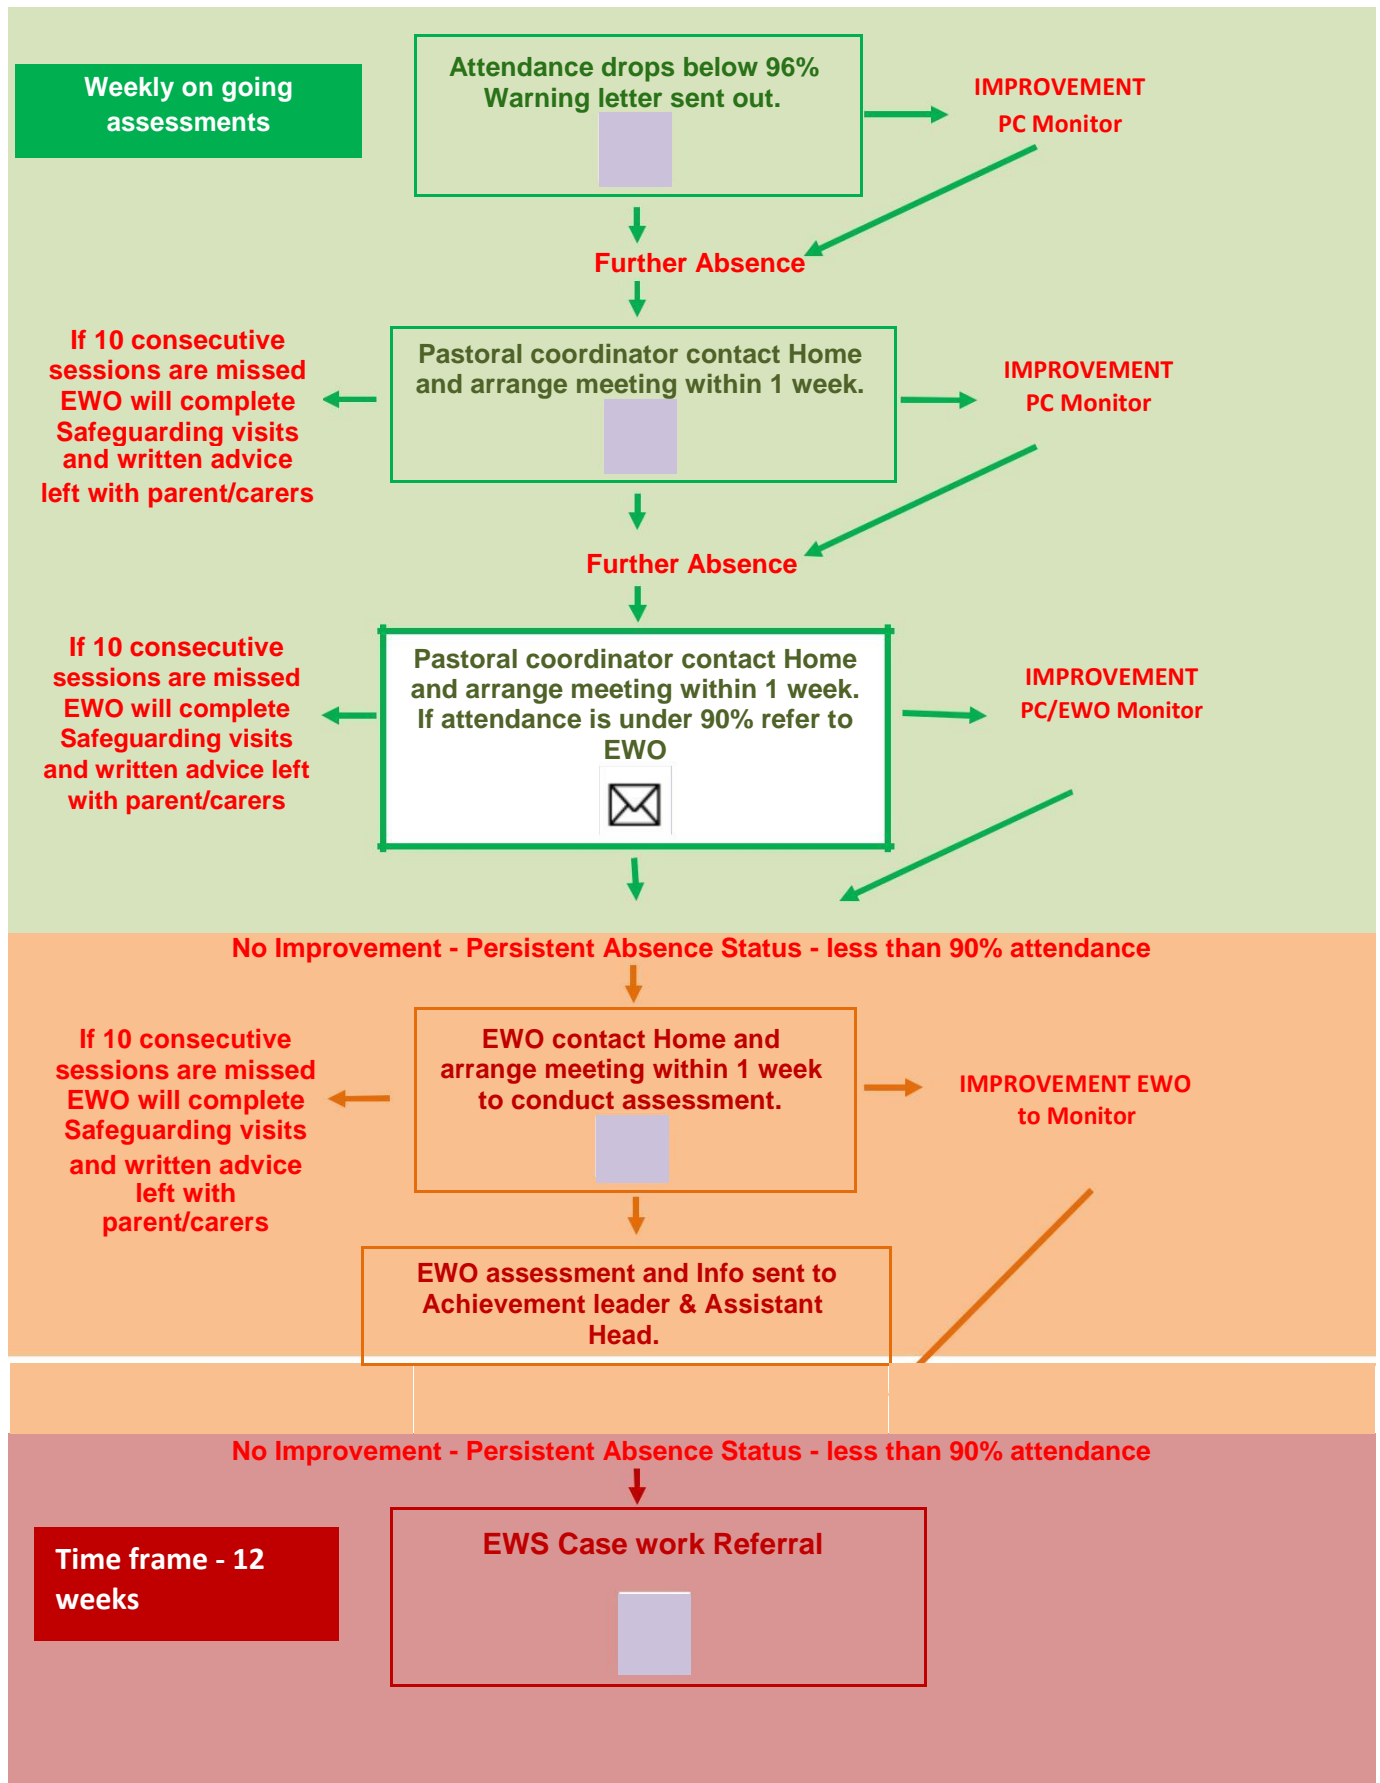 Weekly on going
assessments
Attendance drops below 96%
Warning letter sent out.
IMPROVEMENT
PC Monitor
Further Absence
If 10 consecutive
sessions are missed
EWO will complete
Safeguarding visits
and written advice
left with parent/carers
Pastoral coordinator contact Home
and arrange meeting within 1 week.
IMPROVEMENT
PC Monitor
Further Absence
If 10 consecutive
sessions are missed
EWO will complete
Safeguarding visits
and written advice left
with parent/carers
Pastoral coordinator contact Home
and arrange meeting within 1 week.
If attendance is under 90% refer to
EWO
IMPROVEMENT
PC/EWO Monitor
No Improvement - Persistent Absence Status - less than 90% attendance
If 10 consecutive
sessions are missed
EWO will complete
Safeguarding visits
and written advice
left with
parent/carers
EWO contact Home and
arrange meeting within 1 week
to conduct assessment.
IMPROVEMENT EWO
to Monitor
EWO assessment and Info sent to
Achievement leader & Assistant
Head.
No Improvement - Persistent Absence Status - less than 90% attendance
Time frame - 12
weeks
EWS Case work Referral